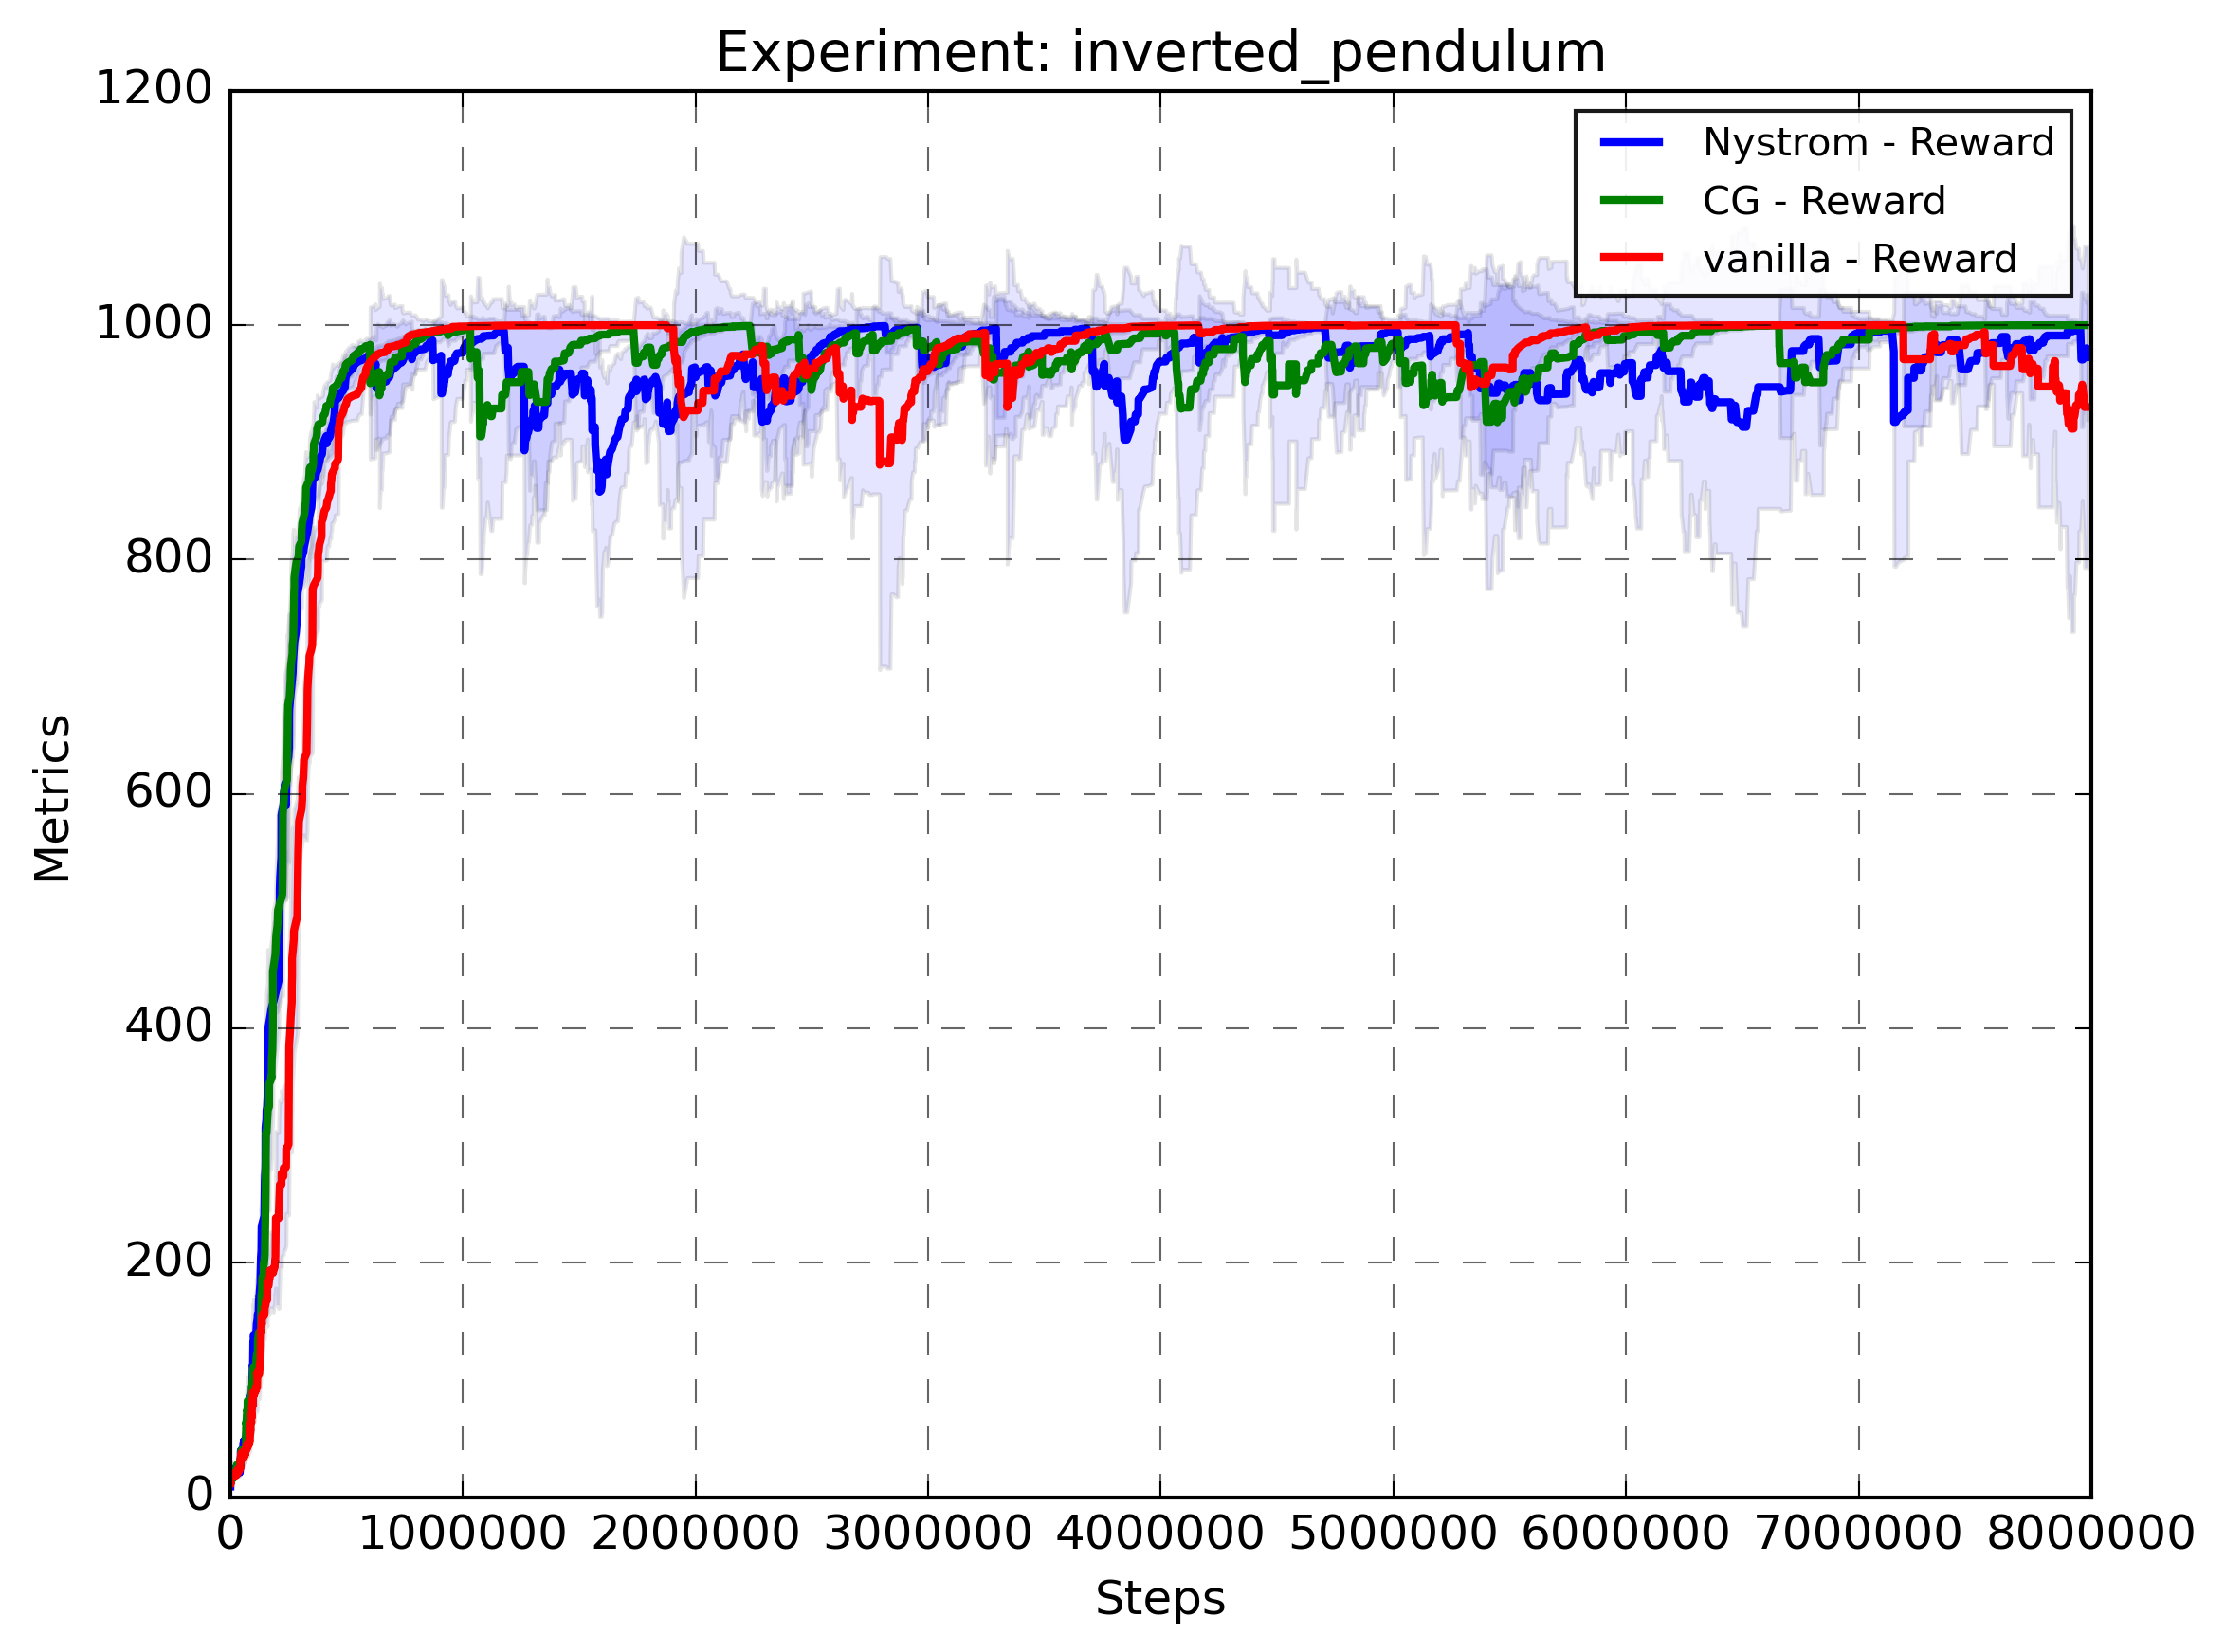 Experiment: inverted_pendulum
1200
1000
800
600
400
200
0
Metrics
Nystrom - Reward
CG - Reward
vanilla - Reward
0 1000000 2000000 3000000 4000000 5000000 6000000 7000000 8000000
Steps